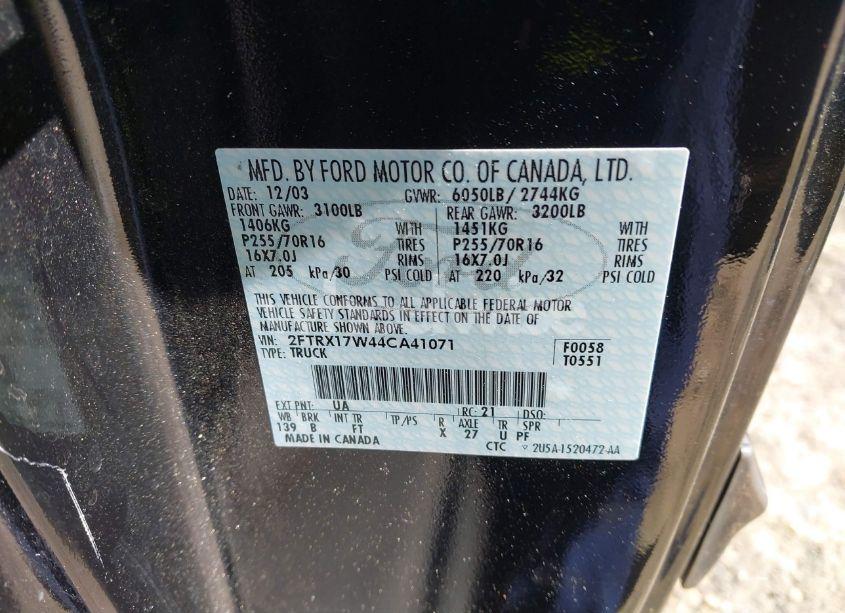 MFD. BY FORD MOTOR CO. OF CANADA, LTD.
DATE: 12/03 GVWR: 6050LB/ 2744KG
FRONT GAWR: 3100LB REAR GAWR: 3200LB
1406KG WITH 1451KG WITH
P255/70R16 TIRES P255/70R16 TIRES
16X7.0J RIMS 16X7.0J RIMS
AT 205 kPa/30 PSI COLD AT 220 kPa/32 PSI COLD
THIS VEHICLE CONFORMS TO ALL APPLICABLE FEDERAL MOTOR
VEHICLE SAFETY STANDARDS IN EFFECT ON THE DATE OF
MANUFACTURE SHOWN ABOVE.
VIN: 2FTRX17W44CA41071 F0058
TYPE: TRUCK T0551
EXT PNT: UA RC: 21 DSO:
WB BRK INT TR TP/PS R AXLE TR SPR
139 B FT X 27 U PF
MADE IN CANADA CTC 2U5A-1520472-AA
Ford